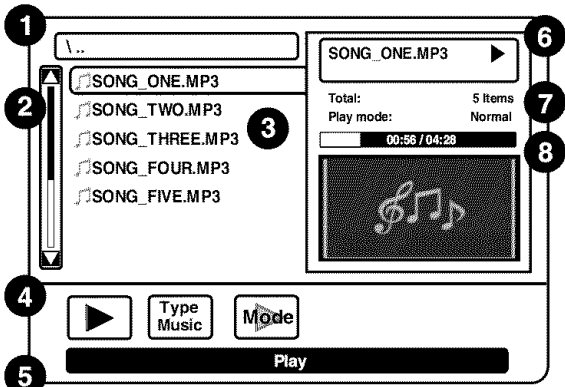 1
\..
6
SONG_ONE.MP3
2
SONG_ONE.MP3
SONG_TWO.MP3
SONG_THREE.MP3
SONG_FOUR.MP3
SONG_FIVE.MP3
3
Total: 5 Items
7
Play mode: Normal
00:56 / 04:28
8
4
Type
Music
Mode
5
Play